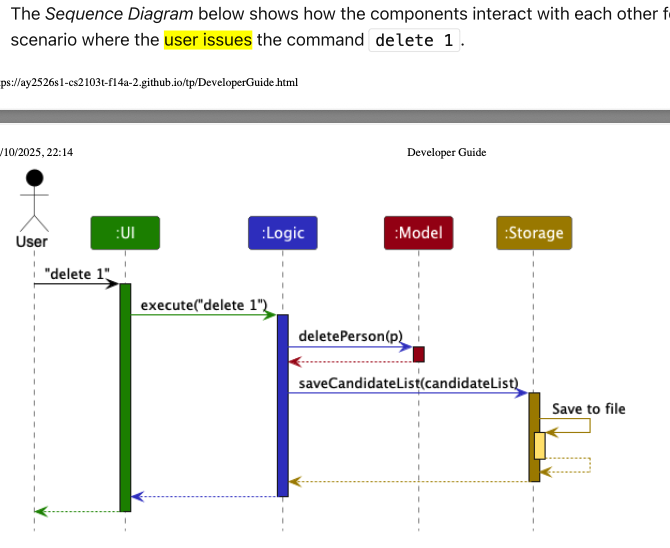 The Sequence Diagram below shows how the components interact with each other f
scenario where the user issues the command delete 1.
ps://ay2526s1-cs2103t-f14a-2.github.io/tp/DeveloperGuide.html
/10/2025, 22:14 Developer Guide
User :UI :Logic :Model :Storage
"delete 1"
execute("delete 1")
deletePerson(p)
saveCandidateList(candidateList)
Save to file